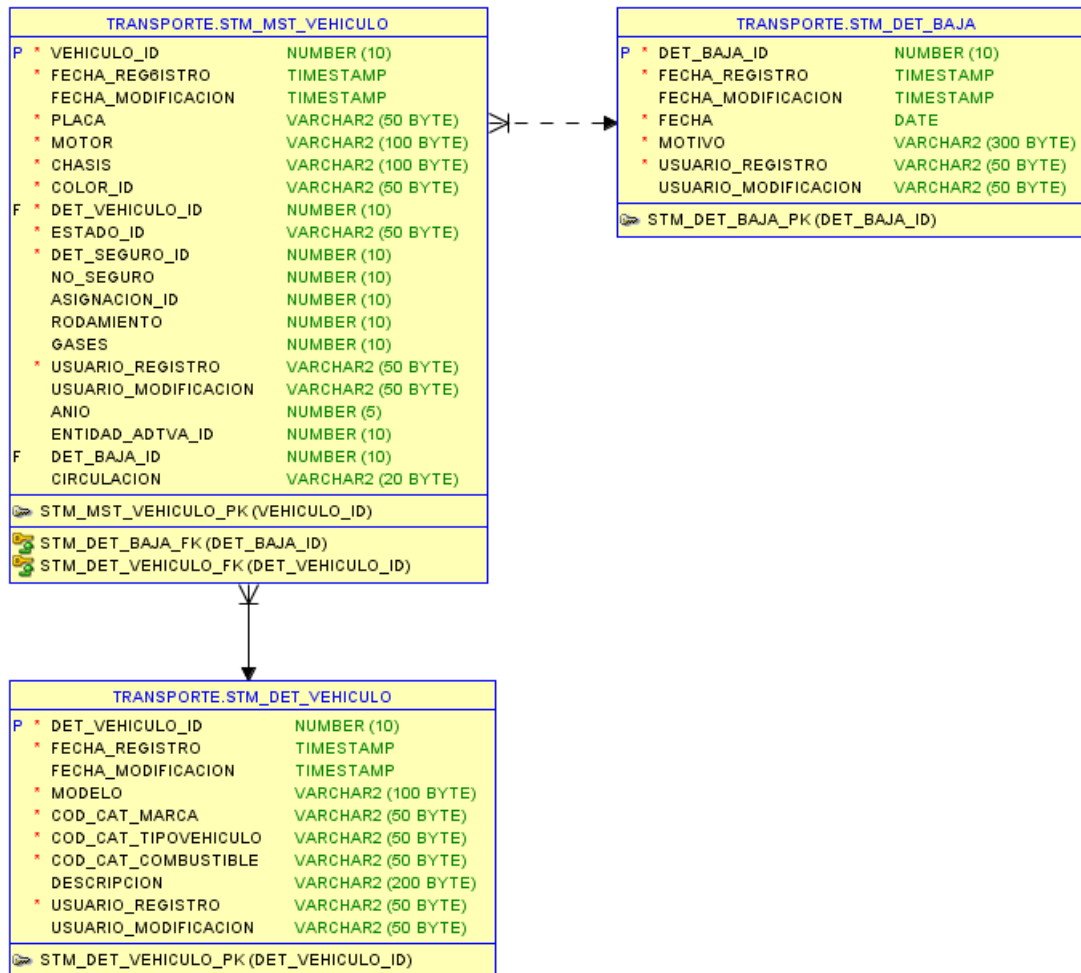 TRANSPORTE.STM_MST_VEHICULO
P * VEHICULO_ID NUMBER (10)
* FECHA_REG6ISTRO TIMESTAMP
FECHA_MODIFICACION TIMESTAMP
* PLACA VARCHAR2 (50 BYTE)
* MOTOR VARCHAR2 (100 BYTE)
* CHASIS VARCHAR2 (100 BYTE)
* COLOR_ID VARCHAR2 (50 BYTE)
F * DET_VEHICULO_ID NUMBER (10)
* ESTADO_ID VARCHAR2 (50 BYTE)
* DET_SEGURO_ID NUMBER (10)
NO_SEGURO NUMBER (10)
ASIGNACION_ID NUMBER (10)
RODAMIENTO NUMBER (10)
GASES NUMBER (10)
* USUARIO_REGISTRO VARCHAR2 (50 BYTE)
USUARIO_MODIFICACION VARCHAR2 (50 BYTE)
ANIO NUMBER (5)
ENTIDAD_ADTVA_ID NUMBER (10)
F DET_BAJA_ID NUMBER (10)
CIRCULACION VARCHAR2 (20 BYTE)
STM_MST_VEHICULO_PK (VEHICULO_ID)
STM_DET_BAJA_FK (DET_BAJA_ID)
STM_DET_VEHICULO_FK (DET_VEHICULO_ID)
TRANSPORTE.STM_DET_BAJA
P * DET_BAJA_ID NUMBER (10)
* FECHA_REGISTRO TIMESTAMP
FECHA_MODIFICACION TIMESTAMP
* FECHA DATE
* MOTIVO VARCHAR2 (300 BYTE)
* USUARIO_REGISTRO VARCHAR2 (50 BYTE)
USUARIO_MODIFICACION VARCHAR2 (50 BYTE)
STM_DET_BAJA_PK (DET_BAJA_ID)
TRANSPORTE.STM_DET_VEHICULO
P * DET_VEHICULO_ID NUMBER (10)
* FECHA_REGISTRO TIMESTAMP
FECHA_MODIFICACION TIMESTAMP
* MODELO VARCHAR2 (100 BYTE)
* COD_CAT_MARCA VARCHAR2 (50 BYTE)
* COD_CAT_TIPOVEHICULO VARCHAR2 (50 BYTE)
* COD_CAT_COMBUSTIBLE VARCHAR2 (50 BYTE)
DESCRIPCION VARCHAR2 (200 BYTE)
* USUARIO_REGISTRO VARCHAR2 (50 BYTE)
USUARIO_MODIFICACION VARCHAR2 (50 BYTE)
STM_DET_VEHICULO_PK (DET_VEHICULO_ID)